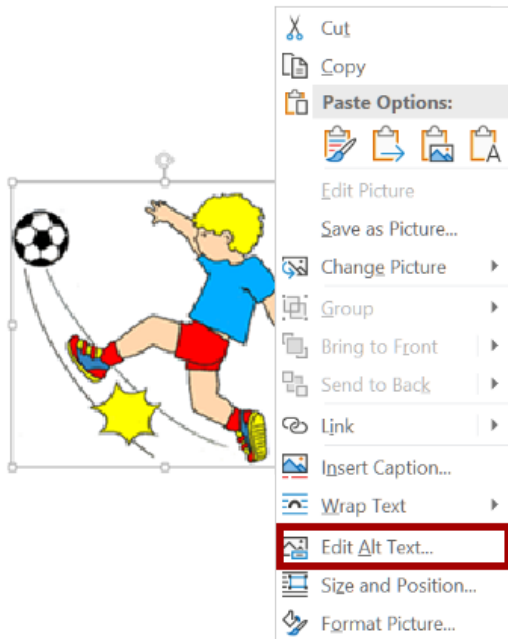 Cut
Copy
Paste Options:
A
Edit Picture
Save as Picture...
Change Picture
Group
Bring to Front
Send to Back
Link
Insert Caption...
Wrap Text
Edit Alt Text...
Size and Position...
Format Picture...